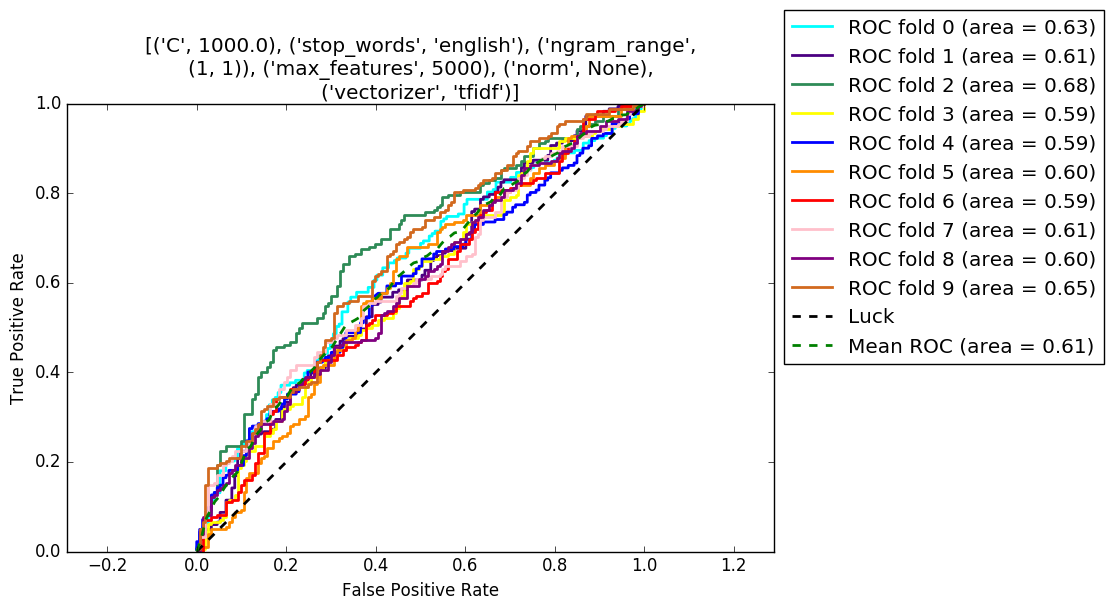 [('C', 1000.0), ('stop_words', 'english'), ('ngram_range',
(1, 1)), ('max_features', 5000), ('norm', None),
('vectorizer', 'tfidf')]
True Positive Rate
1.0
0.8
0.6
0.4
0.2
0.0
−0.2 0.0 0.2 0.4 0.6 0.8 1.0 1.2
False Positive Rate
ROC fold 0 (area = 0.63)
ROC fold 1 (area = 0.61)
ROC fold 2 (area = 0.68)
ROC fold 3 (area = 0.59)
ROC fold 4 (area = 0.59)
ROC fold 5 (area = 0.60)
ROC fold 6 (area = 0.59)
ROC fold 7 (area = 0.61)
ROC fold 8 (area = 0.60)
ROC fold 9 (area = 0.65)
Luck
Mean ROC (area = 0.61)